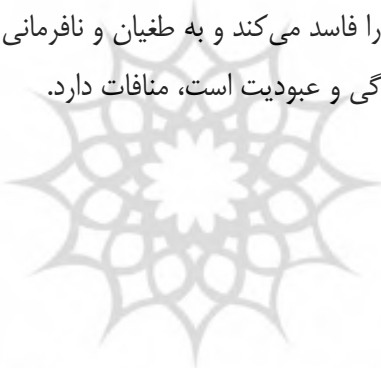 را فاسد می‌کند و به طغیان و نافرمانی
گی و عبودیت است، منافات دارد.